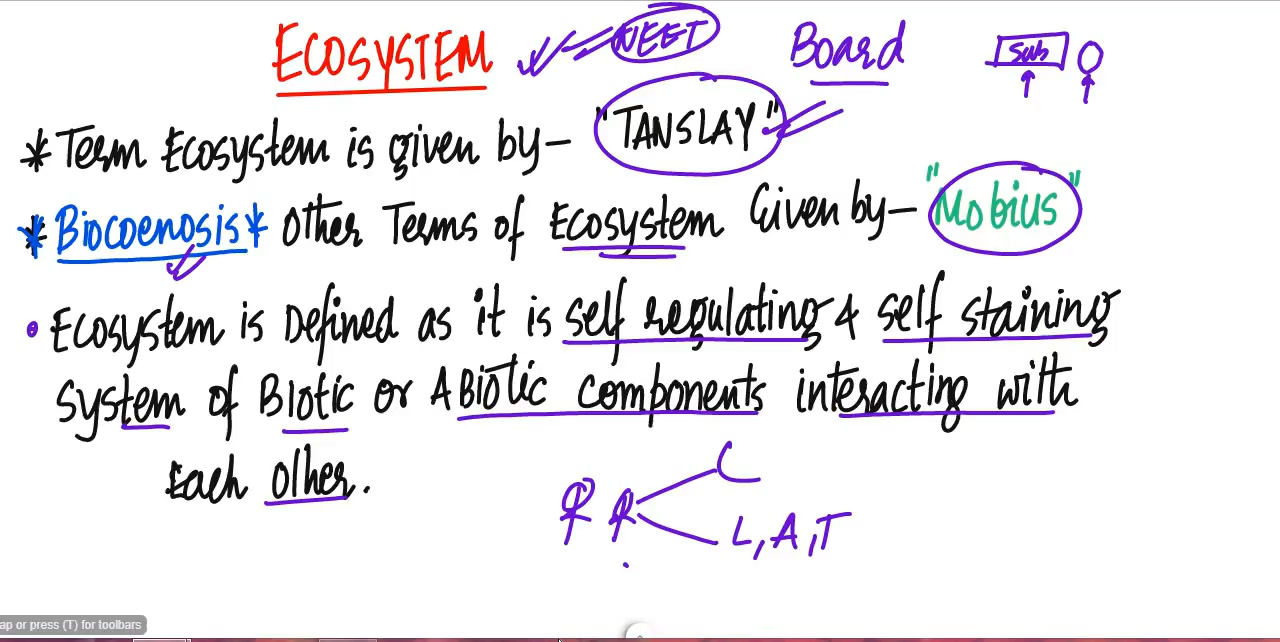 ECOSYSTEM NEET Board Sub
*Term Ecosystem is given by- "TANSLAY"
*Biocoenosis* Other Terms of Ecosystem Given by- "Mobius"
• Ecosystem is Defined as it is self regulating & self staining
system of Biotic or Abiotic components interacting with
Each other.
C
L, A, T
ap or press (T) for toolbars